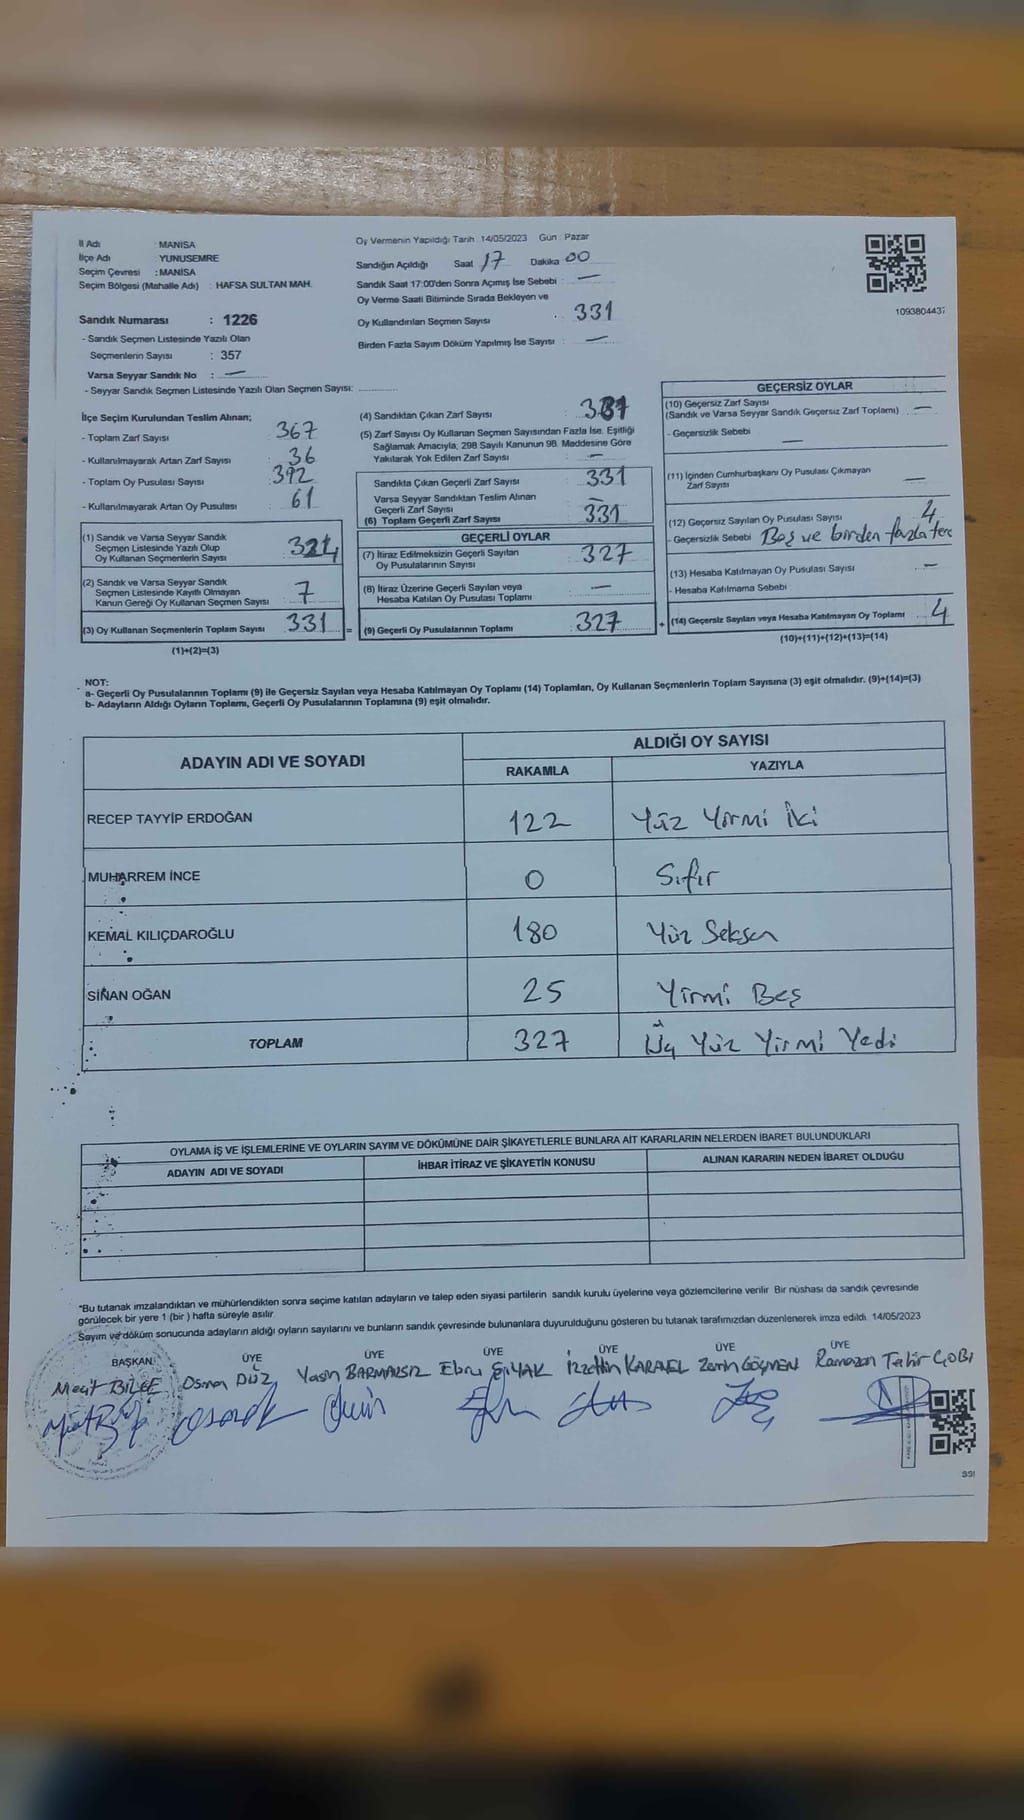 İl Adı : MANİSA
İlçe Adı : YUNUSEMRE
Seçim Çevresi : MANİSA
Seçim Bölgesi (Mahalle Adı) : HAFSA SULTAN MAH.
Sandık Numarası : 1226
- Sandık Seçmen Listesinde Yazılı Olan
Seçmenlerin Sayısı : 357
Varsa Seyyar Sandık No : —
- Seyyar Sandık Seçmen Listesinde Yazılı Olan Seçmen Sayısı:
Oy Vermenin Yapıldığı Tarih : 14/05/2023 Gün : Pazar
Sandığın Açıldığı Saat 17 Dakika 00
Sandık Saat 17:00'den Sonra Açımış İse Sebebi : —
Oy Verme Saati Bitiminde Sırada Bekleyen ve
Oy Kullandırılan Seçmen Sayısı : 331
Birden Fazla Sayım Döküm Yapılmış İse Sayısı : —
1093804437
İlçe Seçim Kurulundan Teslim Alınan;
- Toplam Zarf Sayısı : 367
- Kullanılmayarak Artan Zarf Sayısı : 36
- Toplam Oy Pusulası Sayısı : 392
- Kullanılmayarak Artan Oy Pusulası : 61
(1) Sandık ve Varsa Seyyar Sandık
Seçmen Listesinde Yazılı Olup
Oy Kullanan Seçmenlerin Sayısı 324
(2) Sandık ve Varsa Seyyar Sandık
Seçmen Listesinde Kayıtlı Olmayan
Kanun Gereği Oy Kullanan Seçmen Sayısı 7
(3) Oy Kullanan Seçmenlerin Toplam Sayısı 331 =
(1)+(2)=(3)
(4) Sandıktan Çıkan Zarf Sayısı : 331
(5) Zarf Sayısı Oy Kullanan Seçmen Sayısından Fazla İse, Eşitliği
Sağlamak Amacıyla, 298 Sayılı Kanunun 98. Maddesine Göre
Yakılarak Yok Edilen Zarf Sayısı : —
Sandıkta Çıkan Geçerli Zarf Sayısı : 331
Varsa Seyyar Sandıktan Teslim Alınan
Geçerli Zarf Sayısı : —
(6) Toplam Geçerli Zarf Sayısı : 331
GEÇERLİ OYLAR
(7) İtiraz Edilmeksizin Geçerli Sayılan
Oy Pusulalarının Sayısı : 327
(8) İtiraz Üzerine Geçerli Sayılan veya
Hesaba Katılan Oy Pusulası Toplamı : —
(9) Geçerli Oy Pusulalarının Toplamı : 327 +
GEÇERSİZ OYLAR
(10) Geçersiz Zarf Sayısı
(Sandık ve Varsa Seyyar Sandık Geçersiz Zarf Toplamı) —
- Geçersizlik Sebebi
—
(11) İçinden Cumhurbaşkanı Oy Pusulası Çıkmayan
Zarf Sayısı —
(12) Geçersiz Sayılan Oy Pusulası Sayısı 4
- Geçersizlik Sebebi Boş ve birden fazla terc
(13) Hesaba Katılmayan Oy Pusulası Sayısı —
- Hesaba Katılmama Sebebi :
(14) Geçersiz Sayılan veya Hesaba Katılmayan Oy Toplamı 4
(10)+(11)+(12)+(13)=(14)
NOT:
a- Geçerli Oy Pusulalarının Toplamı (9) ile Geçersiz Sayılan veya Hesaba Katılmayan Oy Toplamı (14) Toplamları, Oy Kullanan Seçmenlerin Toplam Sayısına (3) eşit olmalıdır. (9)+(14)=(3)
b- Adayların Aldığı Oyların Toplamı, Geçerli Oy Pusulalarının Toplamına (9) eşit olmalıdır.
ADAYIN ADI VE SOYADI ALDIĞI OY SAYISI
RAKAMLA YAZIYLA
RECEP TAYYİP ERDOĞAN 122 Yüz Yirmi İki
MUHARREM İNCE 0 Sıfır
KEMAL KILIÇDAROĞLU 180 Yüz Seksen
SİNAN OĞAN 25 Yirmi Beş
TOPLAM 327 Üç Yüz Yirmi Yedi
OYLAMA İŞ VE İŞLEMLERİNE VE OYLARIN SAYIM VE DÖKÜMÜNE DAİR ŞİKAYETLERLE BUNLARA AİT KARARLARIN NELERDEN İBARET BULUNDUKLARI
ADAYIN ADI VE SOYADI İHBAR İTİRAZ VE ŞİKAYETİN KONUSU ALINAN KARARIN NEDEN İBARET OLDUĞU
*Bu tutanak imzalandıktan ve mühürlendikten sonra seçime katılan adayların ve talep eden siyasi partilerin sandık kurulu üyelerine veya gözlemcilerine verilir. Bir nüshası da sandık çevresinde
görülecek bir yere 1 (bir ) hafta süreyle asılır.
Sayım ve döküm sonucunda adayların aldığı oyların sayılarını ve bunların sandık çevresinde bulunanlara duyurulduğunu gösteren bu tutanak tarafımızdan düzenlenerek imza edildi. 14/05/2023
BAŞKAN ÜYE ÜYE ÜYE ÜYE ÜYE ÜYE
Mecit BİLGE Osman DÜZ Yasin Ebru İzzettin KARAEL Zerrin GÖÇMEN Ramazan Tahir ÇOBA